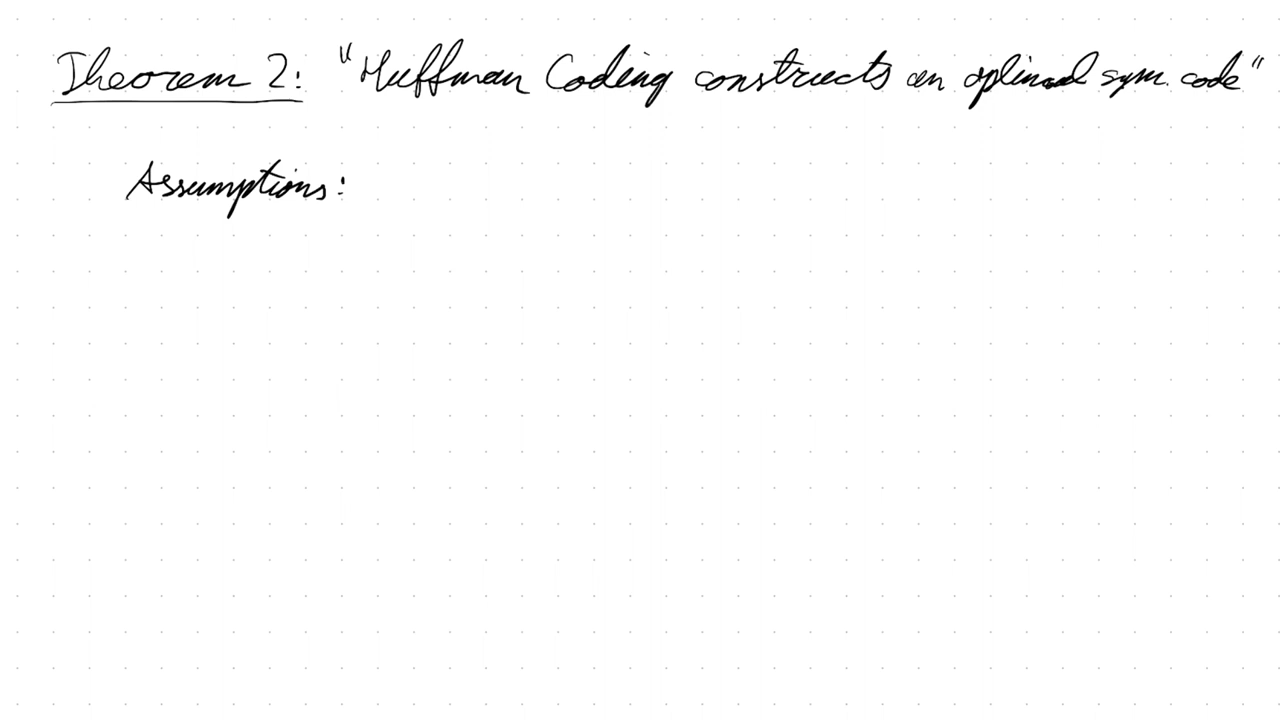 Theorem 2: "Huffman Coding constructs an optimal sym. code"
Assumptions: